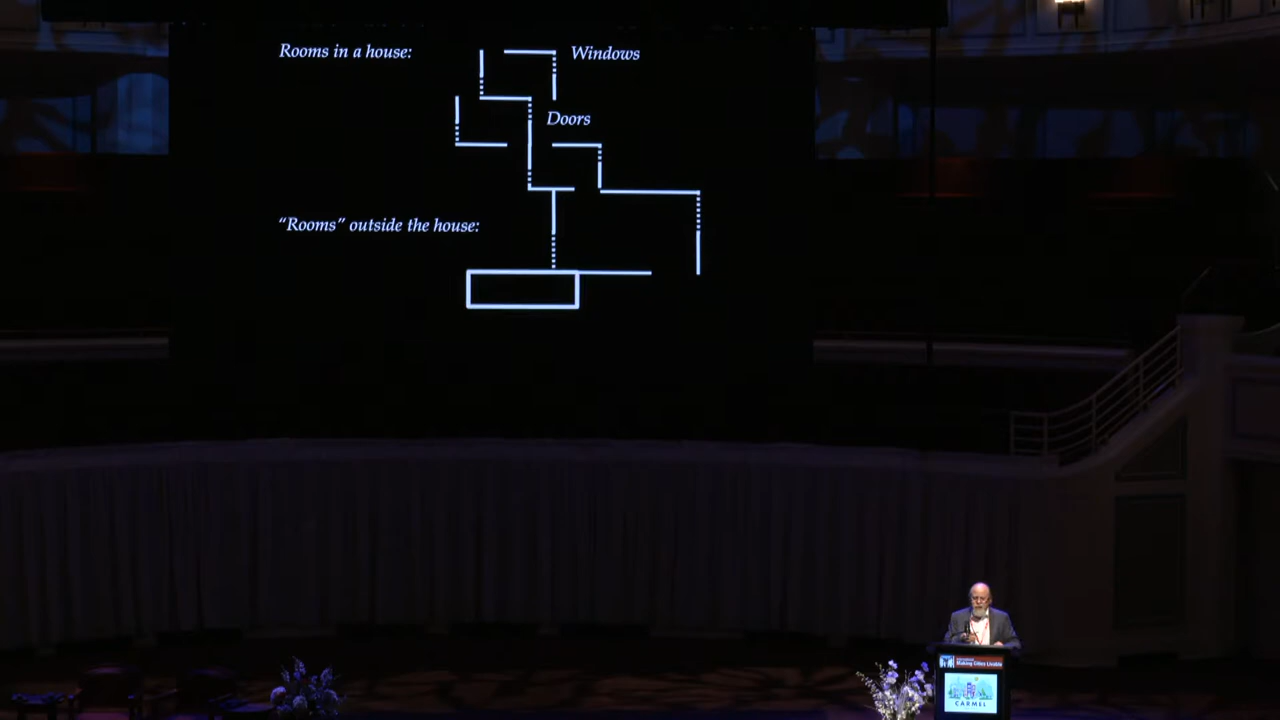 Rooms in a house:
Windows
Doors
“Rooms” outside the house:
Making Cities Livable
CARMEL